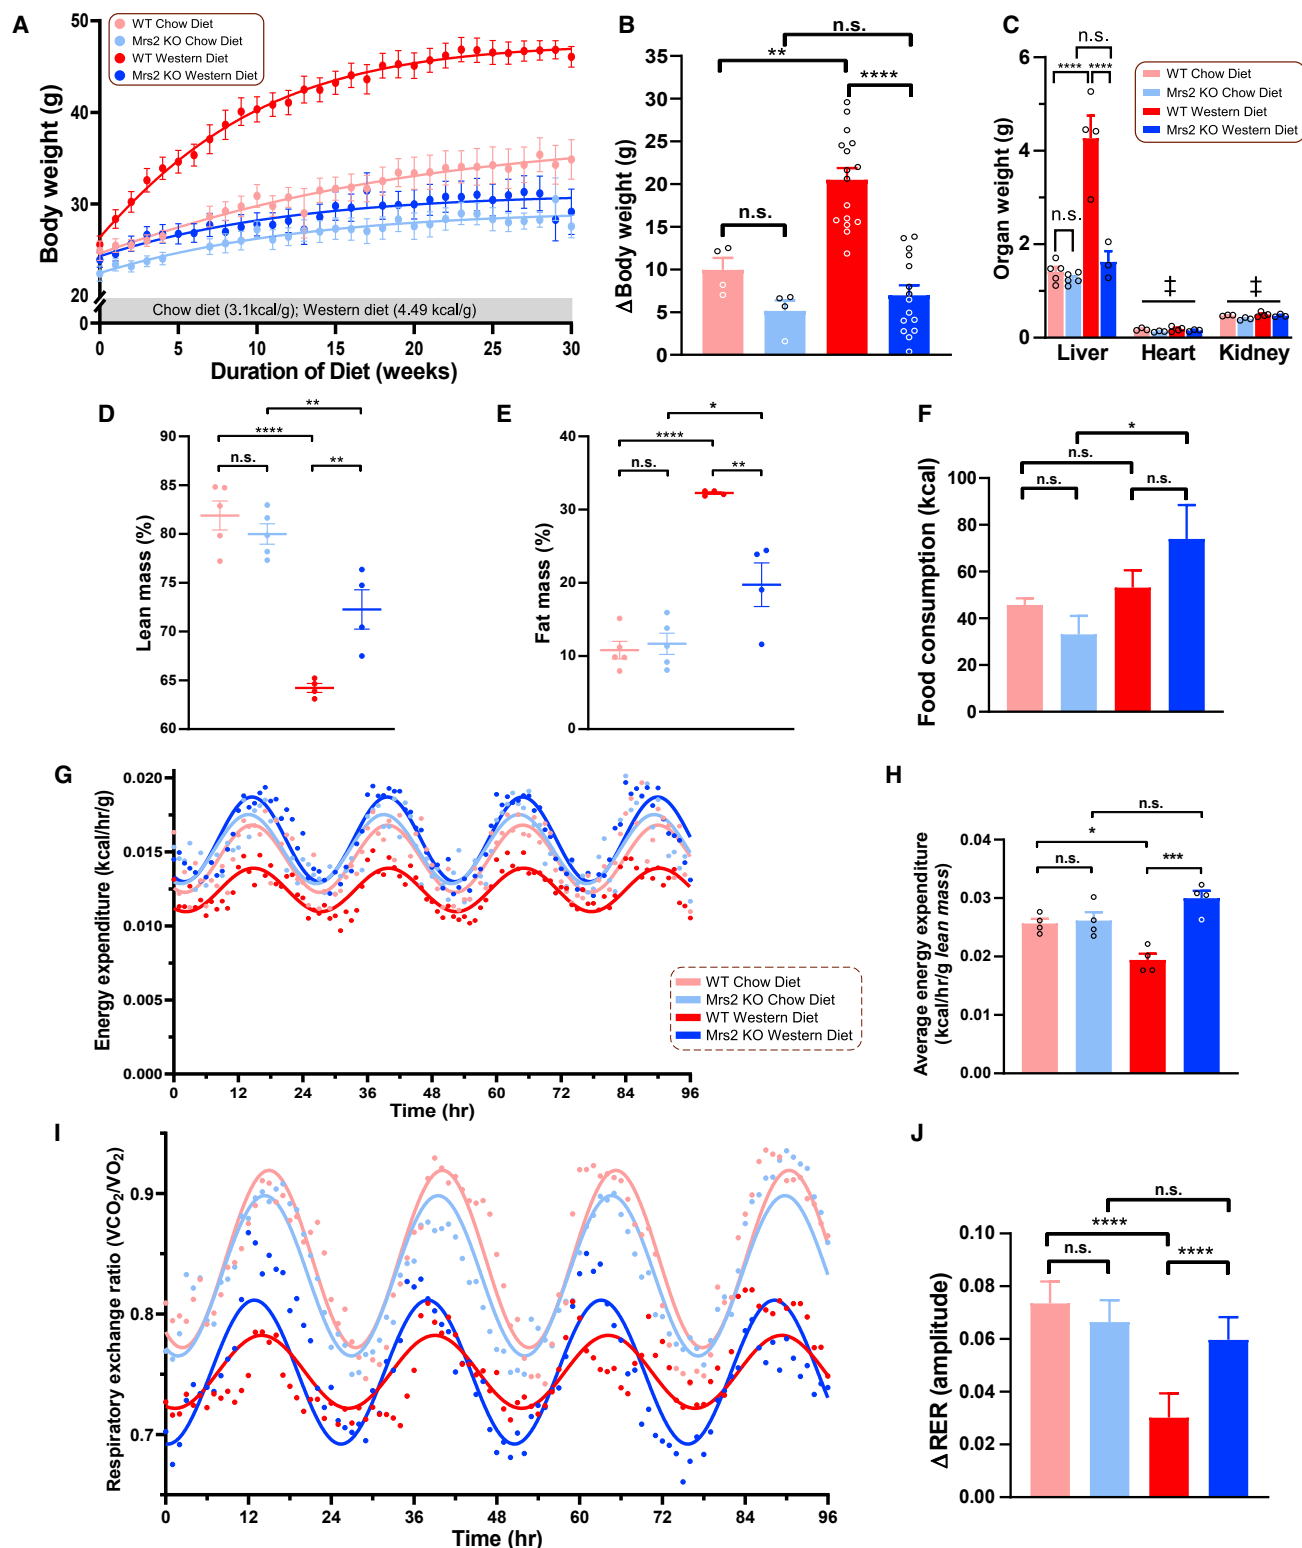 A
WT Chow Diet
Mrs2 KO Chow Diet
WT Western Diet
Mrs2 KO Western Diet
Body weight (g)
50
40
30
20
0
Chow diet (3.1kcal/g); Western diet (4.49 kcal/g)
0 5 10 15 20 25 30
Duration of Diet (weeks)
B
ΔBody weight (g)
35
30
25
20
15
10
5
0
n.s.
**
****
n.s.
C
Organ weight (g)
6
4
2
0
n.s.
**** ****
n.s.
‡ ‡
Liver Heart Kidney
WT Chow Diet
Mrs2 KO Chow Diet
WT Western Diet
Mrs2 KO Western Diet
D
Lean mass (%)
90
85
80
75
70
65
60
**
****
n.s. **
E
Fat mass (%)
40
30
20
10
0
*
****
n.s. **
F
Food consumption (kcal)
100
80
60
40
20
0
*
n.s.
n.s. n.s.
G
Energy expenditure (kcal/hr/g)
0.020
0.015
0.010
0.005
0.000
0 12 24 36 48 60 72 84 96
Time (hr)
WT Chow Diet
Mrs2 KO Chow Diet
WT Western Diet
Mrs2 KO Western Diet
H
Average energy expenditure
(kcal/hr/g lean mass)
0.04
0.03
0.02
0.01
0.00
n.s.
*
n.s. ***
I
Respiratory exchange ratio (VCO2/VO2)
0.9
0.8
0.7
0 12 24 36 48 60 72 84 96
Time (hr)
J
ΔRER (amplitude)
0.10
0.08
0.06
0.04
0.02
0.00
n.s.
****
n.s. ****